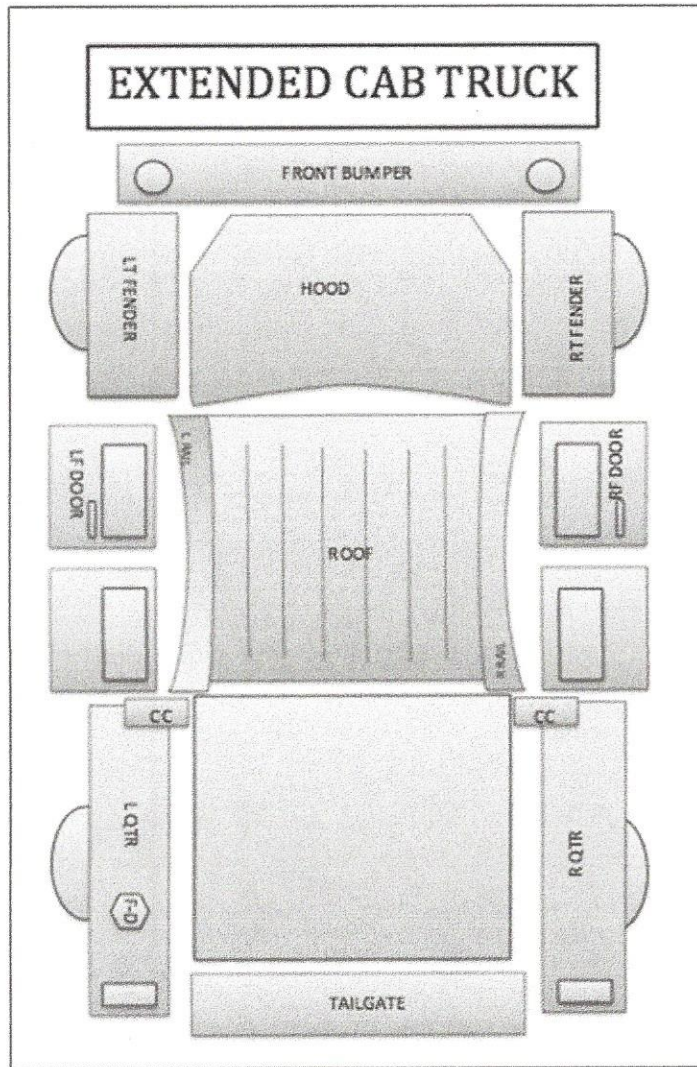 EXTENDED CAB TRUCK
FRONT BUMPER
LT FENDER
HOOD
RT FENDER
LF DOOR
RF DOOR
ROOF
R RAIL
CC
CC
L QTR
R QTR
F-D
TAILGATE